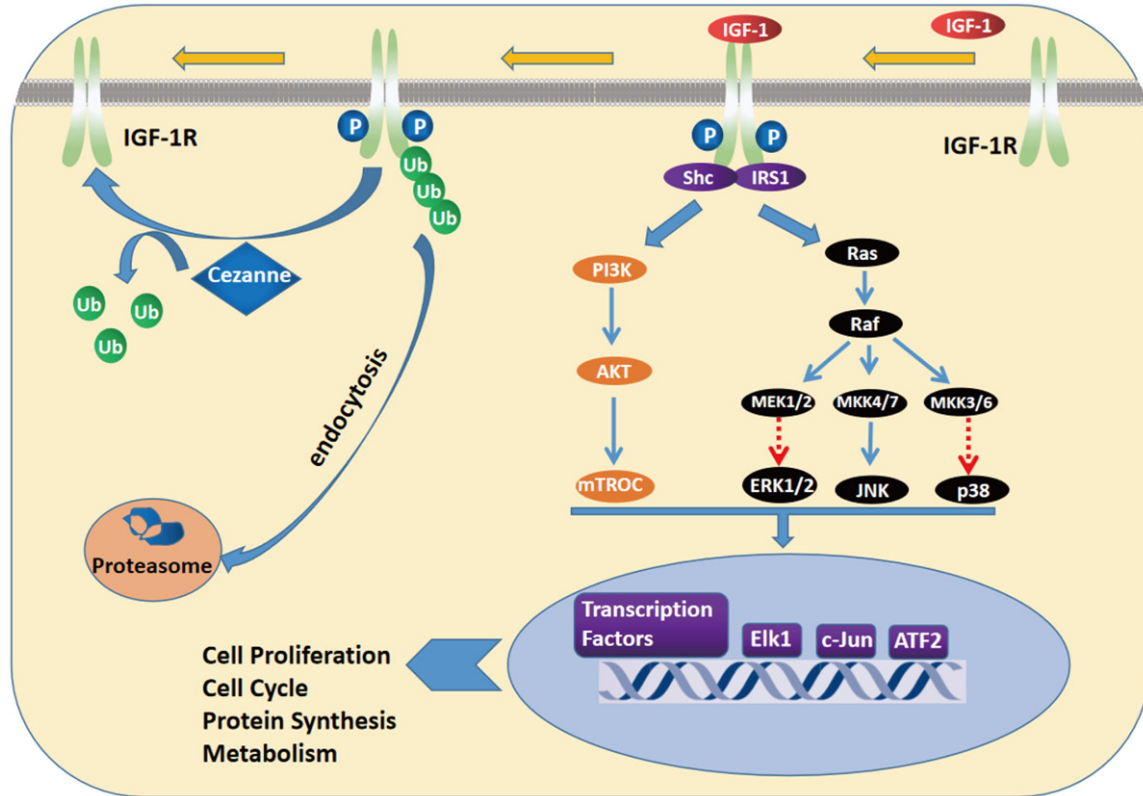 IGF-1
IGF-1
IGF-1R
P
P
P
P
IGF-1R
Ub
Ub
Ub
Shc
IRS1
Cezanne
Ub
Ub
Ub
PI3K
Ras
Raf
AKT
MEK1/2
MKK4/7
MKK3/6
endocytosis
mTROC
ERK1/2
JNK
p38
Proteasome
Transcription
Factors
Elk1
c-Jun
ATF2
Cell Proliferation
Cell Cycle
Protein Synthesis
Metabolism